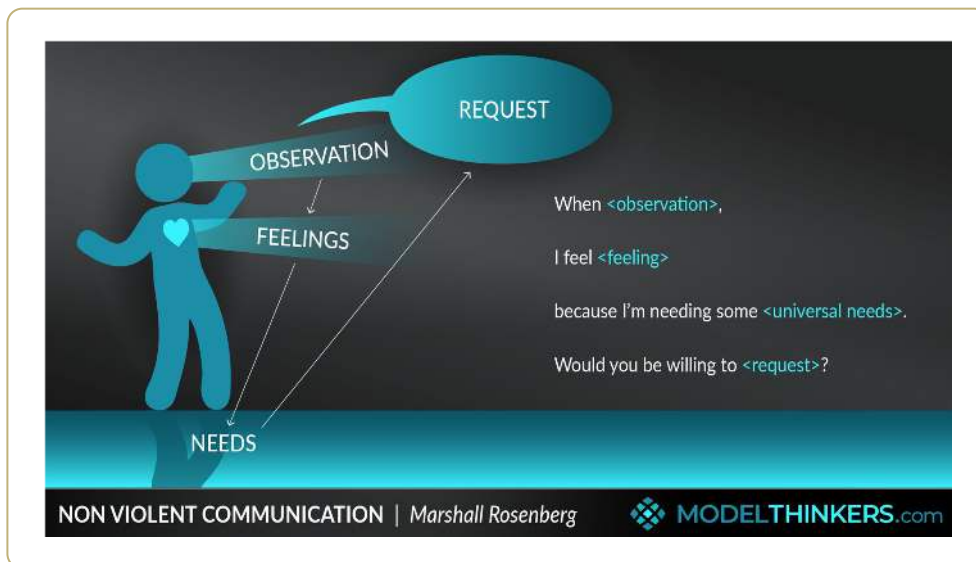 REQUEST
OBSERVATION
FEELINGS
NEEDS
When <observation>,
I feel <feeling>
because I'm needing some <universal needs>.
Would you be willing to <request>?
NON VIOLENT COMMUNICATION | Marshall Rosenberg
MODELTHINKERS.com